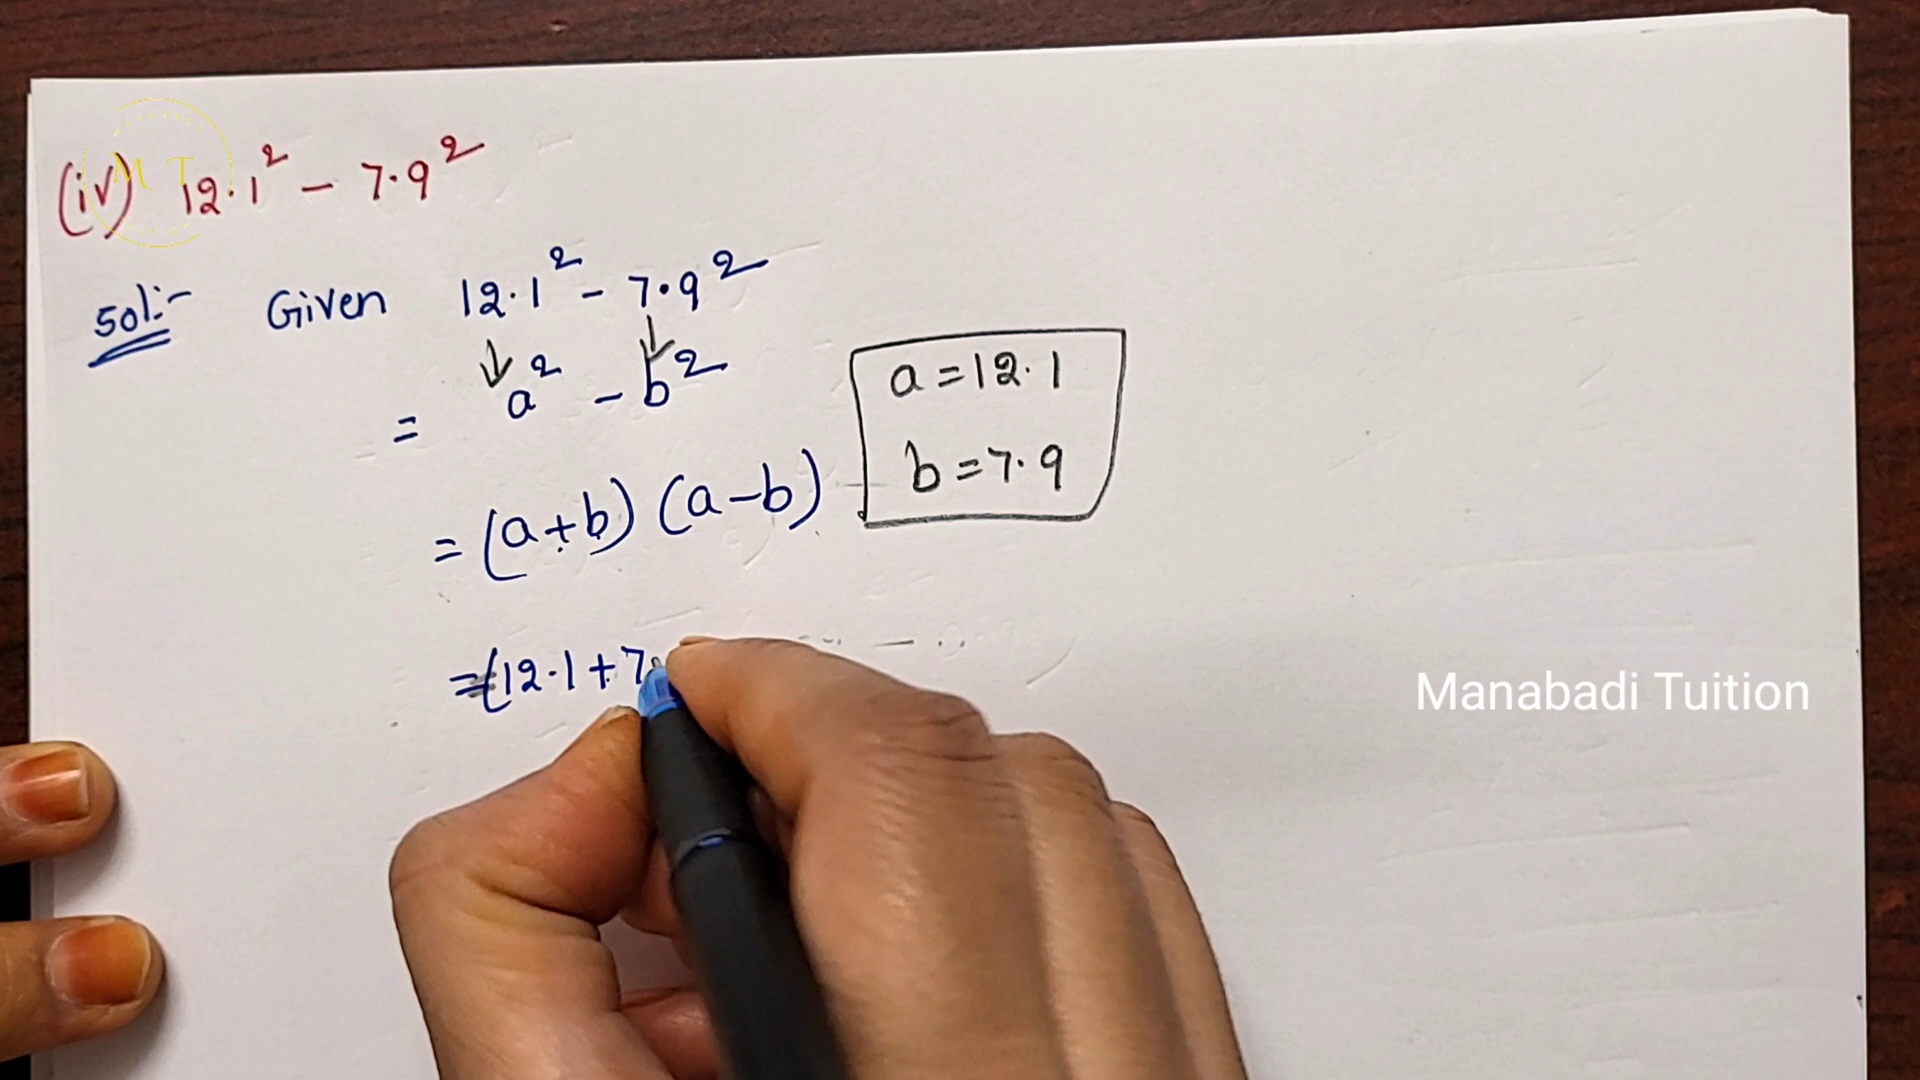 M T
(iv) 12.1² - 7.9²
Sol:- Given 12.1² - 7.9²
= a² - b²
a = 12.1
b = 7.9
= (a+b) (a-b)
= (12.1 + 7.
Manabadi Tuition